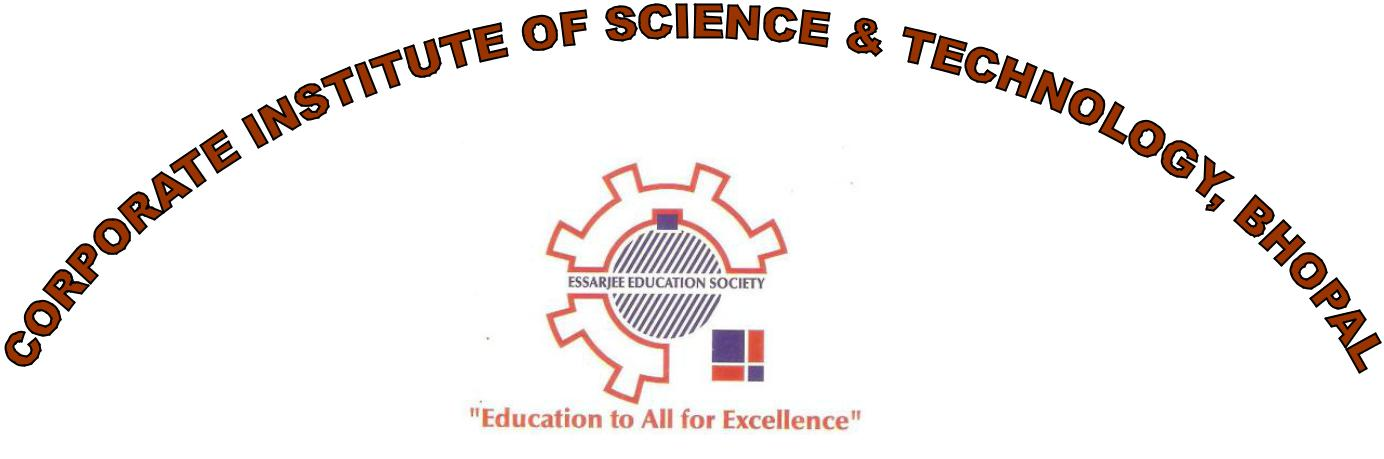 CORPORATE INSTITUTE OF SCIENCE & TECHNOLOGY, BHOPAL
ESSARJEE EDUCATION SOCIETY
"Education to All for Excellence"